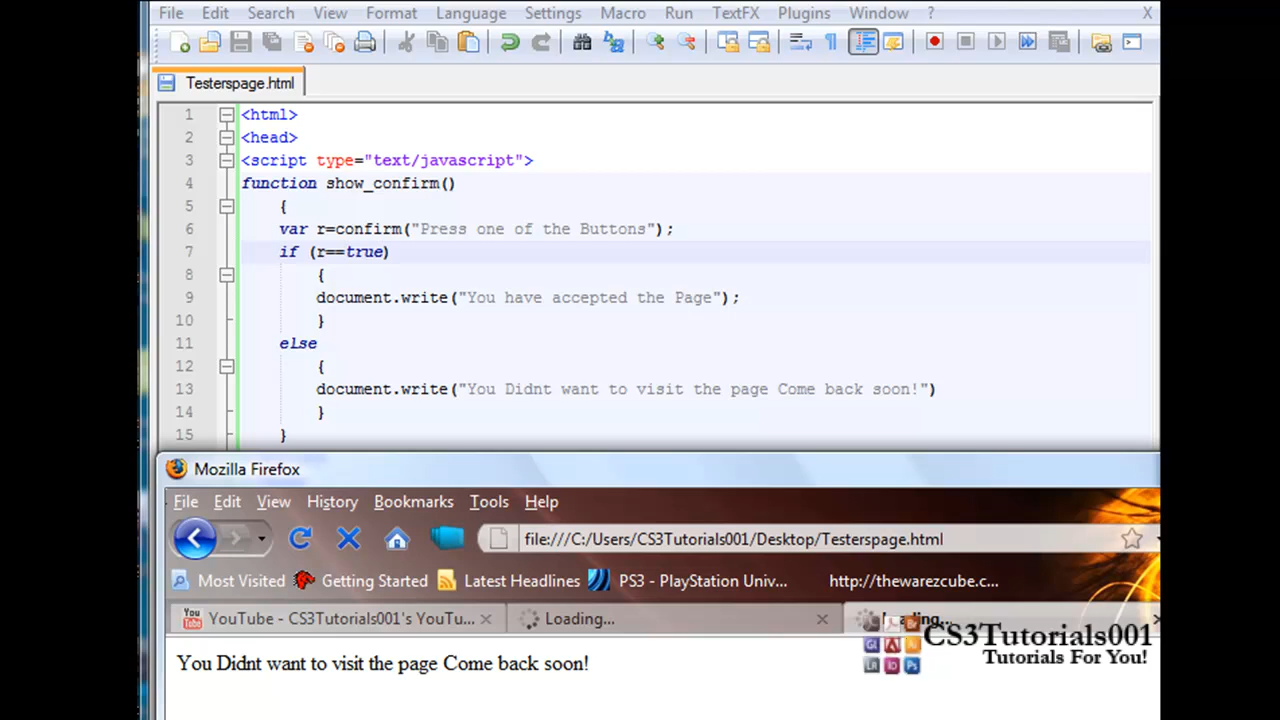 File Edit Search View Format Language Settings Macro Run TextFX Plugins Window ? X
Testerspage.html
1 <html>
2 <head>
3 <script type="text/javascript">
4 function show_confirm()
5 {
6 var r=confirm("Press one of the Buttons");
7 if (r==true)
8 {
9 document.write("You have accepted the Page");
10 }
11 else
12 {
13 document.write("You Didnt want to visit the page Come back soon!")
14 }
15 }
Mozilla Firefox
File Edit View History Bookmarks Tools Help
file:///C:/Users/CS3Tutorials001/Desktop/Testerspage.html
Most Visited Getting Started Latest Headlines PS3 - PlayStation Univ... http://thewarezcube.c...
You YouTube - CS3Tutorials001's YouTu... Loading...
CS3Tutorials001
Tutorials For You!
You Didnt want to visit the page Come back soon!